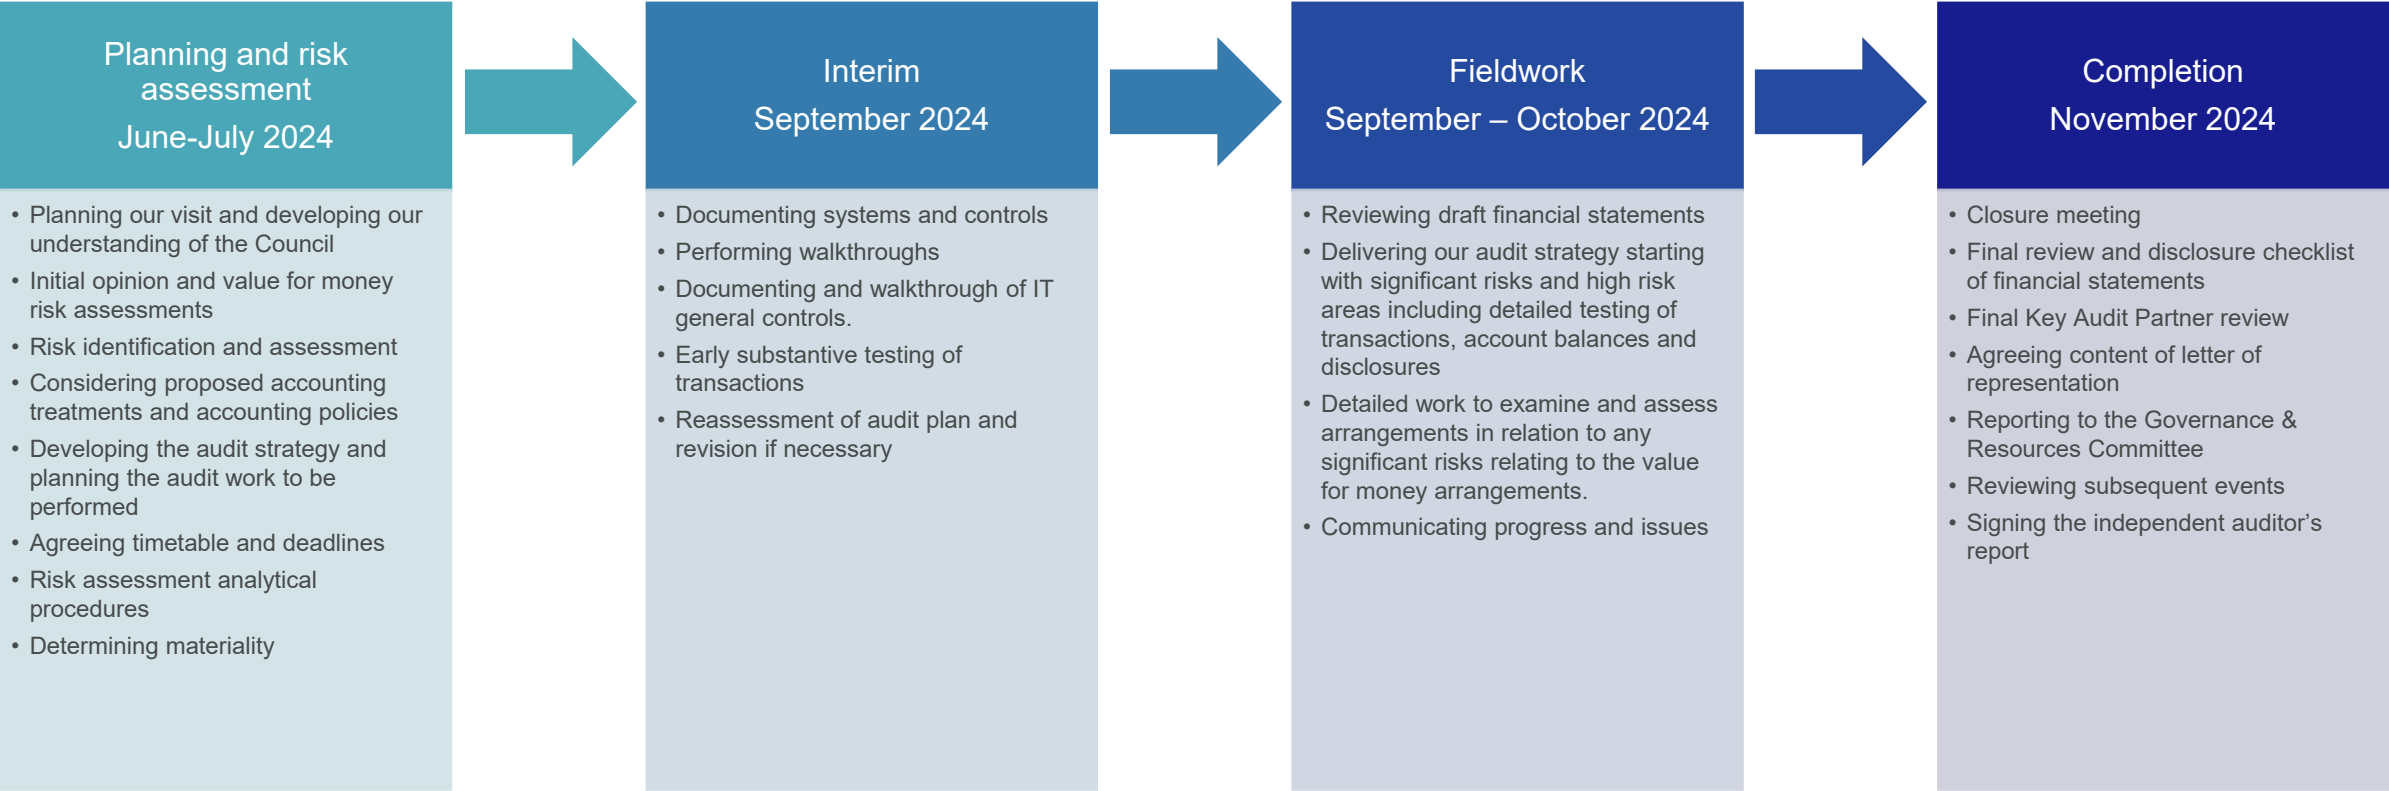 Planning and risk
assessment
June-July 2024
• Planning our visit and developing our
understanding of the Council
• Initial opinion and value for money
risk assessments
• Risk identification and assessment
• Considering proposed accounting
treatments and accounting policies
• Developing the audit strategy and
planning the audit work to be
performed
• Agreeing timetable and deadlines
• Risk assessment analytical
procedures
• Determining materiality
Interim
September 2024
• Documenting systems and controls
• Performing walkthroughs
• Documenting and walkthrough of IT
general controls.
• Early substantive testing of
transactions
• Reassessment of audit plan and
revision if necessary
Fieldwork
September – October 2024
• Reviewing draft financial statements
• Delivering our audit strategy starting
with significant risks and high risk
areas including detailed testing of
transactions, account balances and
disclosures
• Detailed work to examine and assess
arrangements in relation to any
significant risks relating to the value
for money arrangements.
• Communicating progress and issues
Completion
November 2024
• Closure meeting
• Final review and disclosure checklist
of financial statements
• Final Key Audit Partner review
• Agreeing content of letter of
representation
• Reporting to the Governance &
Resources Committee
• Reviewing subsequent events
• Signing the independent auditor’s
report